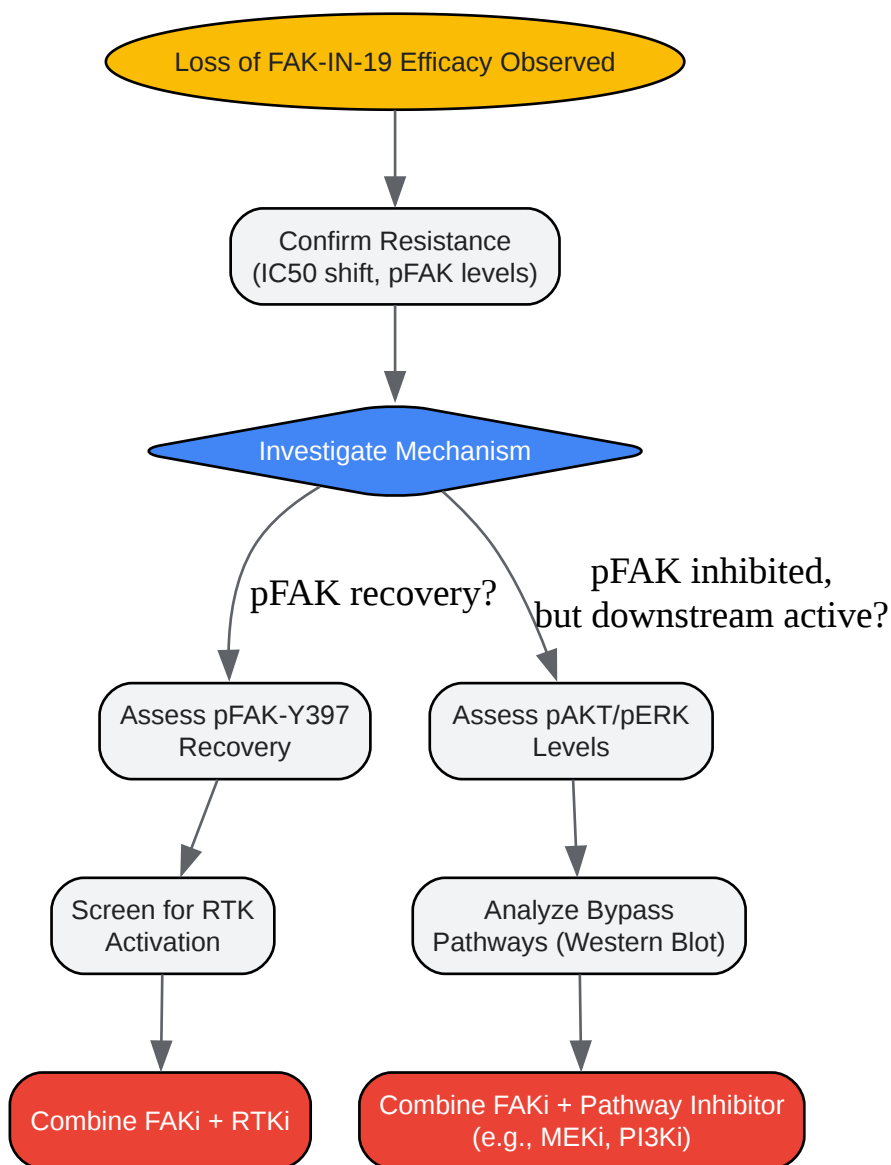 Loss of FAK-IN-19 Efficacy Observed
Confirm Resistance
(IC50 shift, pFAK levels)
Investigate Mechanism
pFAK recovery?
pFAK inhibited,
but downstream active?
Assess pFAK-Y397
Recovery
Assess pAKT/pERK
Levels
Screen for RTK
Activation
Analyze Bypass
Pathways (Western Blot)
Combine FAKi + RTKi
Combine FAKi + Pathway Inhibitor
(e.g., MEKi, PI3Ki)